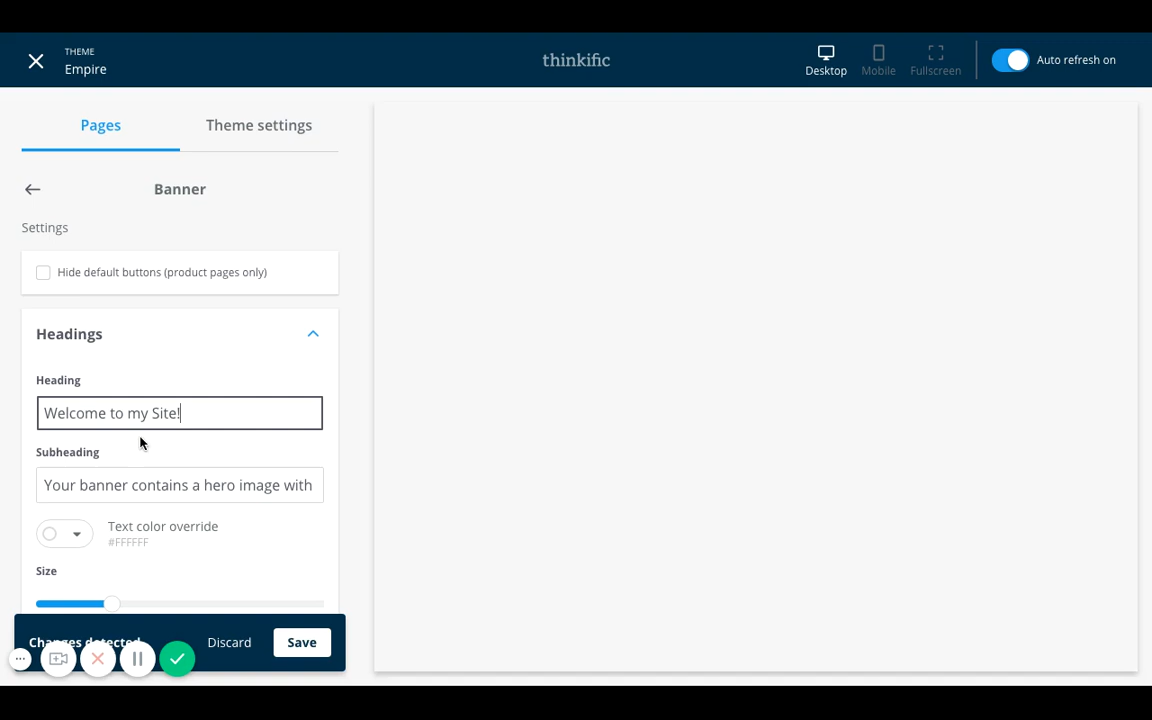 THEME
Empire
thinkific
Desktop
Mobile
Fullscreen
Auto refresh on
Pages
Theme settings
Banner
Settings
Hide default buttons (product pages only)
Headings
Heading
Welcome to my Site!
Subheading
Your banner contains a hero image with
Text color override
#FFFFFF
Size
Changes detected
Discard
Save